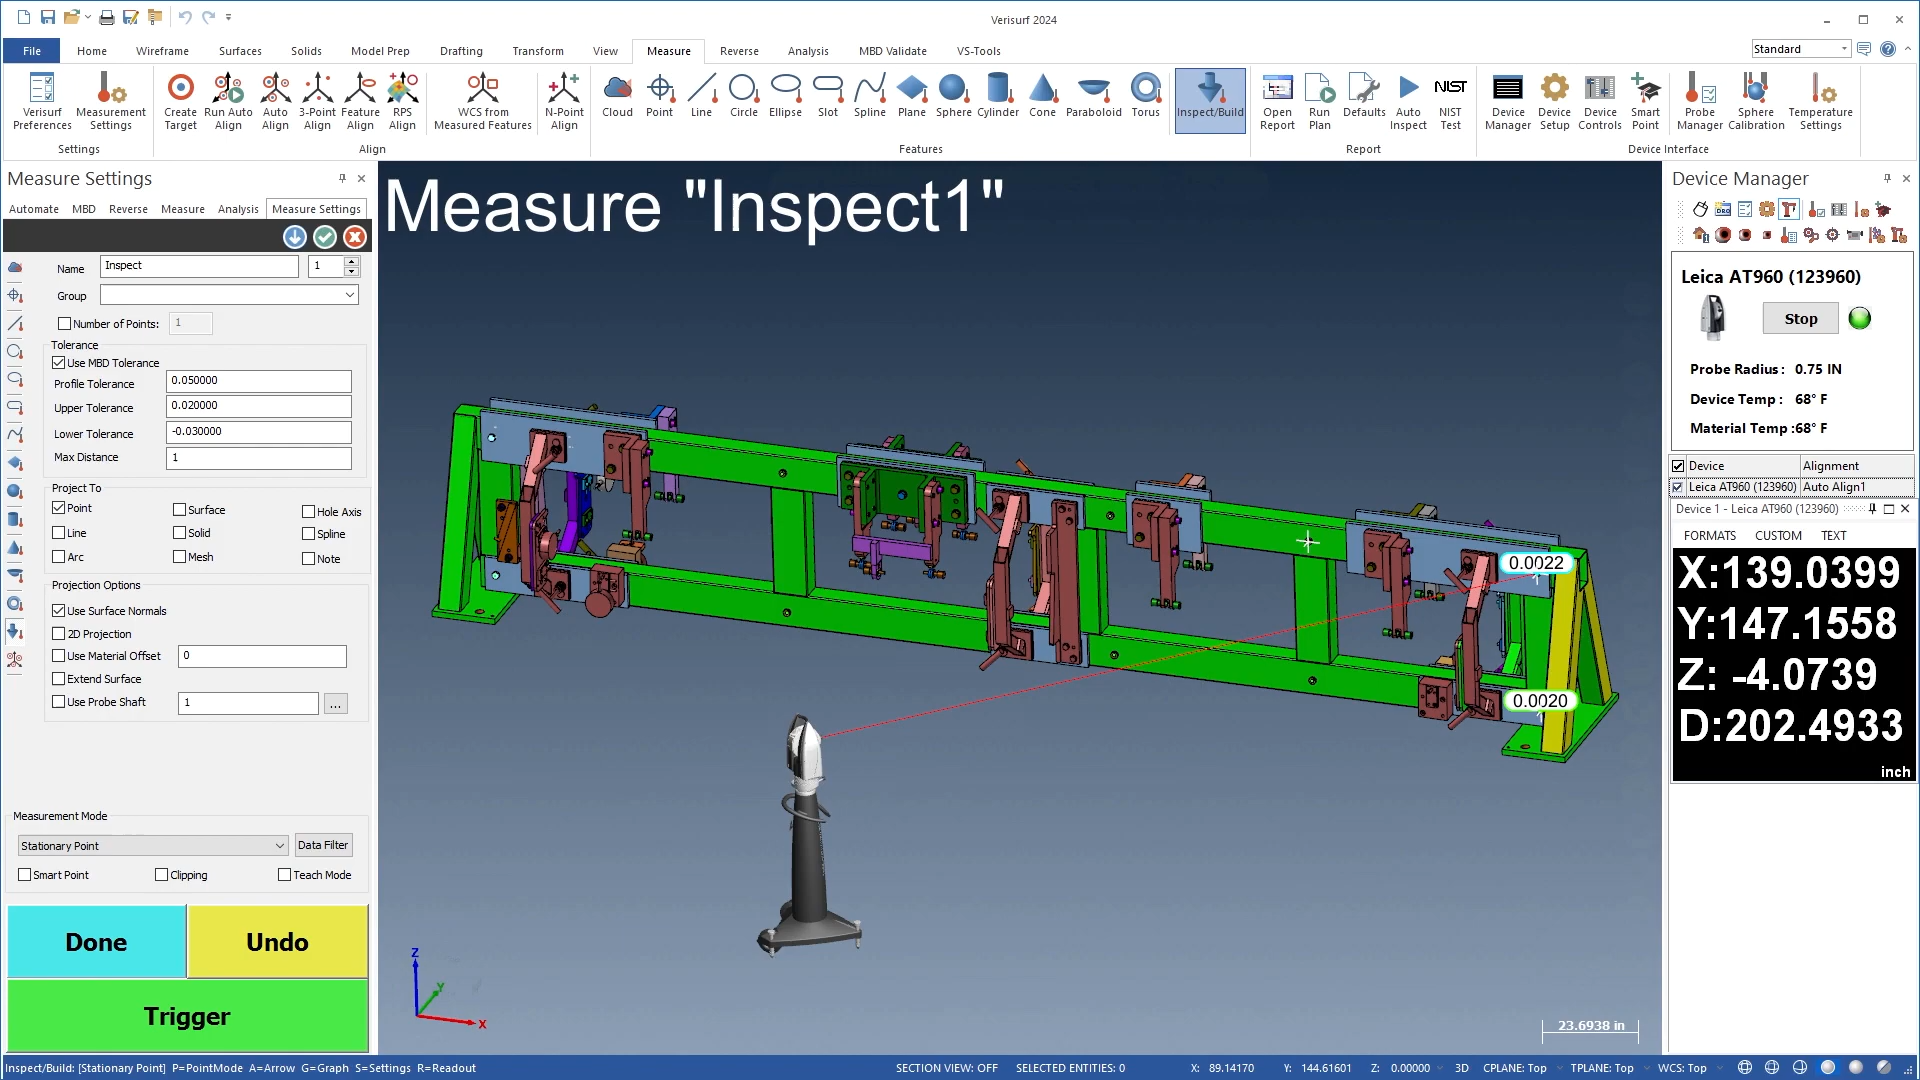 Verisurf 2024
File Home Wireframe Surfaces Solids Model Prep Drafting Transform View Measure Reverse Analysis MBD Validate VS-Tools Standard
Verisurf Preferences
Measurement Settings
Settings
Create Target
Run Auto Align
Auto Align
3-Point Align
Feature Align
RPS Align
WCS from Measured Features
N-Point Align
Align
Cloud Point Line Circle Ellipse Slot Spline Plane Sphere Cylinder Cone Paraboloid Torus Inspect/Build
Features
Open Report
Run Plan
Defaults
Auto Inspect
NIST
NIST Test
Report
Device Manager
Device Setup
Device Controls
Smart Point
Probe Manager
Sphere Calibration
Temperature Settings
Device Interface
Measure Settings
Automate MBD Reverse Measure Analysis Measure Settings
Name Inspect 1
Group
Number of Points: 1
Tolerance
Use MBD Tolerance
Profile Tolerance 0.050000
Upper Tolerance 0.020000
Lower Tolerance -0.030000
Max Distance 1
Project To
Point Surface Hole Axis
Line Solid Spline
Arc Mesh Note
Projection Options
Use Surface Normals
2D Projection
Use Material Offset 0
Extend Surface
Use Probe Shaft 1 ...
Measurement Mode
Stationary Point Data Filter
Smart Point Clipping Teach Mode
Done Undo
Trigger
Measure "Inspect1"
0.0022
0.0020
Z
Y
X
23.6938 in
Device Manager
DRO
Leica AT960 (123960)
Stop
Probe Radius : 0.75 IN
Device Temp : 68° F
Material Temp :68° F
Device Alignment
Leica AT960 (123960) Auto Align1
Device 1 - Leica AT960 (123960)
FORMATS CUSTOM TEXT
X:139.0399
Y:147.1558
Z: -4.0739
D:202.4933
inch
Inspect/Build: [Stationary Point] P=PointMode A=Arrow G=Graph S=Settings R=Readout SECTION VIEW: OFF SELECTED ENTITIES: 0 X: 89.14170 Y: 144.61601 Z: 0.00000 3D CPLANE: Top TPLANE: Top WCS: Top